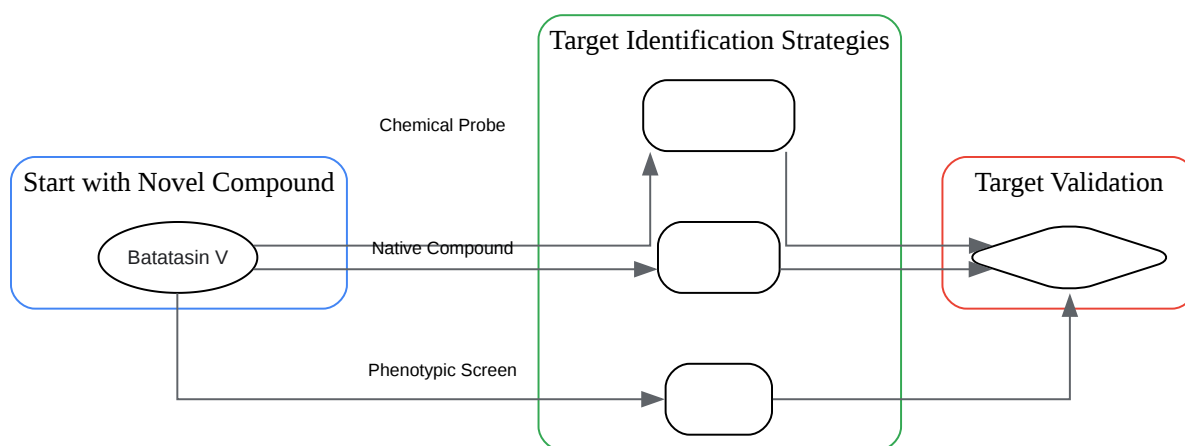 Target Identification Strategies
Chemical Probe
Start with Novel Compound
Target Validation
Batatasin V
Native Compound
Phenotypic Screen